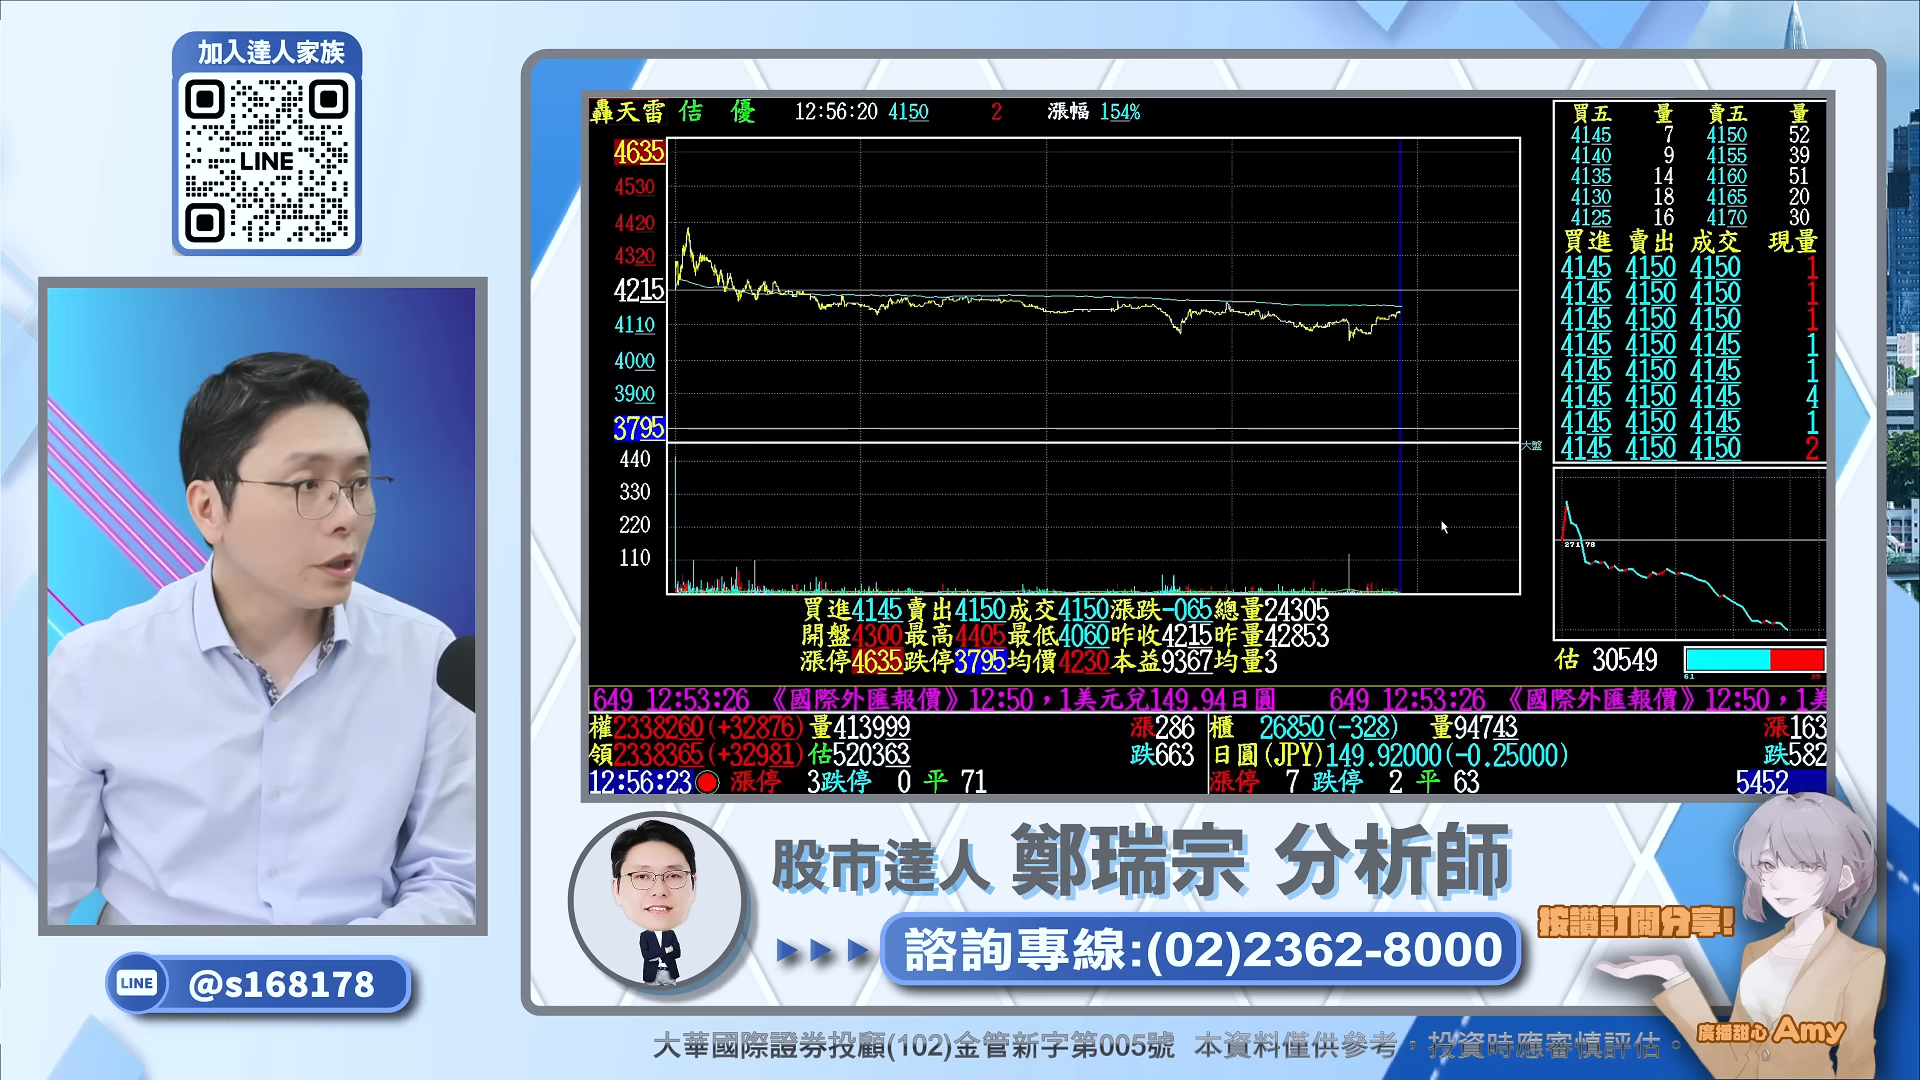 加入達人家族
LINE
轟天雷 佶 優 12:56:20 4150 2 漲幅 154%
4635
4530
4420
4320
4215
4110
4000
3900
3795
440
330
220
110
大盤
買五 量 賣五 量
4145 7 4150 52
4140 9 4155 39
4135 14 4160 51
4130 18 4165 20
4125 16 4170 30
買進 賣出 成交 現量
4145 4150 4150 1
4145 4150 4150 1
4145 4150 4150 1
4145 4150 4145 1
4145 4150 4145 1
4145 4150 4145 4
4145 4150 4145 1
4145 4150 4150 2
27178
估 30549
61 39
買進4145賣出4150成交4150漲跌-065總量24305
開盤4300最高4405最低4060昨收4215昨量42853
漲停4635跌停3795均價4230本益9367均量3
649 12:53:26 《國際外匯報價》12:50，1美元兌149.94日圓 649 12:53:26 《國際外匯報價》12:50，1美
權2338260(+32876) 量413999 漲286 櫃 26850(-328) 量94743 漲163
領2338365(+32981) 估520363 跌663 日圓(JPY)149.92000(-0.25000) 跌582
12:56:23 漲停 3跌停 0 平 71 漲停 7 跌停 2 平 63 5452
股市達人 鄭瑞宗 分析師
諮詢專線:(02)2362-8000
按讚訂閱分享!
廣播甜心 Amy
LINE @s168178
大華國際證券投顧(102)金管新字第005號 本資料僅供參考，投資時應審慎評估。